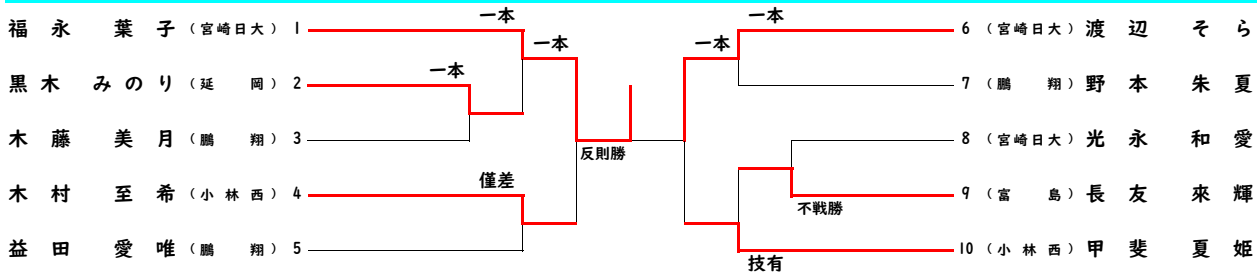 一本 一本
福永 葉子 (宮崎日大) 1 6 (宮崎日大) 渡辺 そら
一本 一本
黒木 みのり (延岡) 2 一本 7 (鵬翔) 野本 朱夏
木藤 美月 (鵬翔) 3 8 (宮崎日大) 光永 和愛
反則勝
木村 至希 (小林西) 4 僅差 9 (富島) 長友 來輝
不戦勝
益田 愛唯 (鵬翔) 5 10 (小林西) 甲斐 夏姫
技有